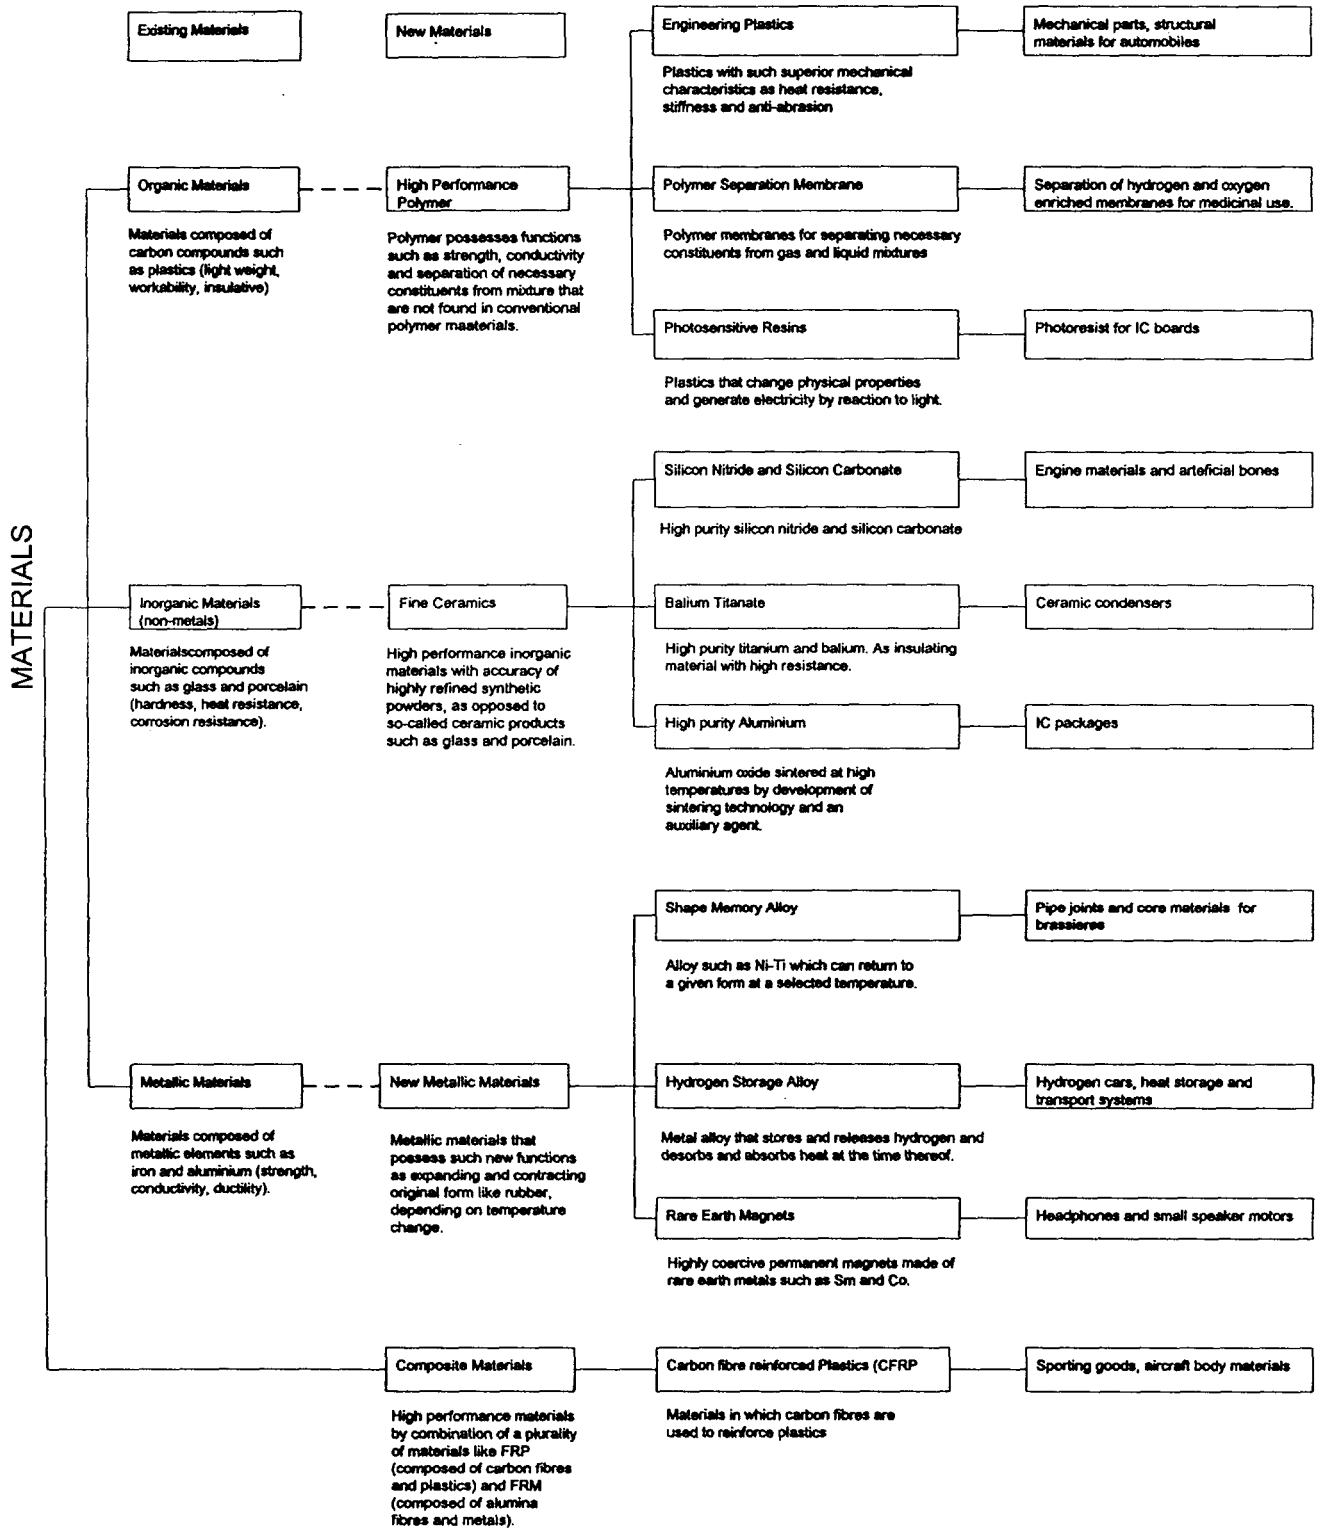 MATERIALS
Existing Materials
New Materials
Engineering Plastics
Mechanical parts, structural
materials for automobiles
Plastics with such superior mechanical
characteristics as heat resistance,
stiffness and anti-abrasion
Organic Materials
High Performance
Polymer
Polymer Separation Membrane
Separation of hydrogen and oxygen
enriched membranes for medicinal use.
Materials composed of
carbon compounds such
as plastics (light weight,
workability, insulative)
Polymer possesses functions
such as strength, conductivity
and separation of necessary
constituents from mixture that
are not found in conventional
polymer maaterials.
Polymer membranes for separating necessary
constituents from gas and liquid mixtures
Photosensitive Resins
Photoresist for IC boards
Plastics that change physical properties
and generate electricity by reaction to light.
Silicon Nitride and Silicon Carbonate
Engine materials and arteficial bones
High purity silicon nitride and silicon carbonate
Inorganic Materials
(non-metals)
Fine Ceramics
Balium Titanate
Ceramic condensers
Materialscomposed of
inorganic compounds
such as glass and porcelain
(hardness, heat resistance,
corrosion resistance).
High performance inorganic
materials with accuracy of
highly refined synthetic
powders, as opposed to
so-called ceramic products
such as glass and porcelain.
High purity titanium and balium. As insulating
material with high resistance.
High purity Aluminium
IC packages
Aluminium oxide sintered at high
temperatures by development of
sintering technology and an
auxiliary agent.
Shape Memory Alloy
Pipe joints and core materials for
brassieres
Alloy such as Ni-Ti which can return to
a given form at a selected temperature.
Metallic Materials
New Metallic Materials
Hydrogen Storage Alloy
Hydrogen cars, heat storage and
transport systems
Materials composed of
metallic elements such as
iron and aluminium (strength,
conductivity, ductility).
Metallic materials that
possess such new functions
as expanding and contracting
original form like rubber,
depending on temperature
change.
Metal alloy that stores and releases hydrogen and
desorbs and absorbs heat at the time thereof.
Rare Earth Magnets
Headphones and small speaker motors
Highly coercive permanent magnets made of
rare earth metals such as Sm and Co.
Composite Materials
Carbon fibre reinforced Plastics (CFRP
Sporting goods, aircraft body materials
High performance materials
by combination of a plurality
of materials like FRP
(composed of carbon fibres
and plastics) and FRM
(composed of alumina
fibres and metals).
Materials in which carbon fibres are
used to reinforce plastics